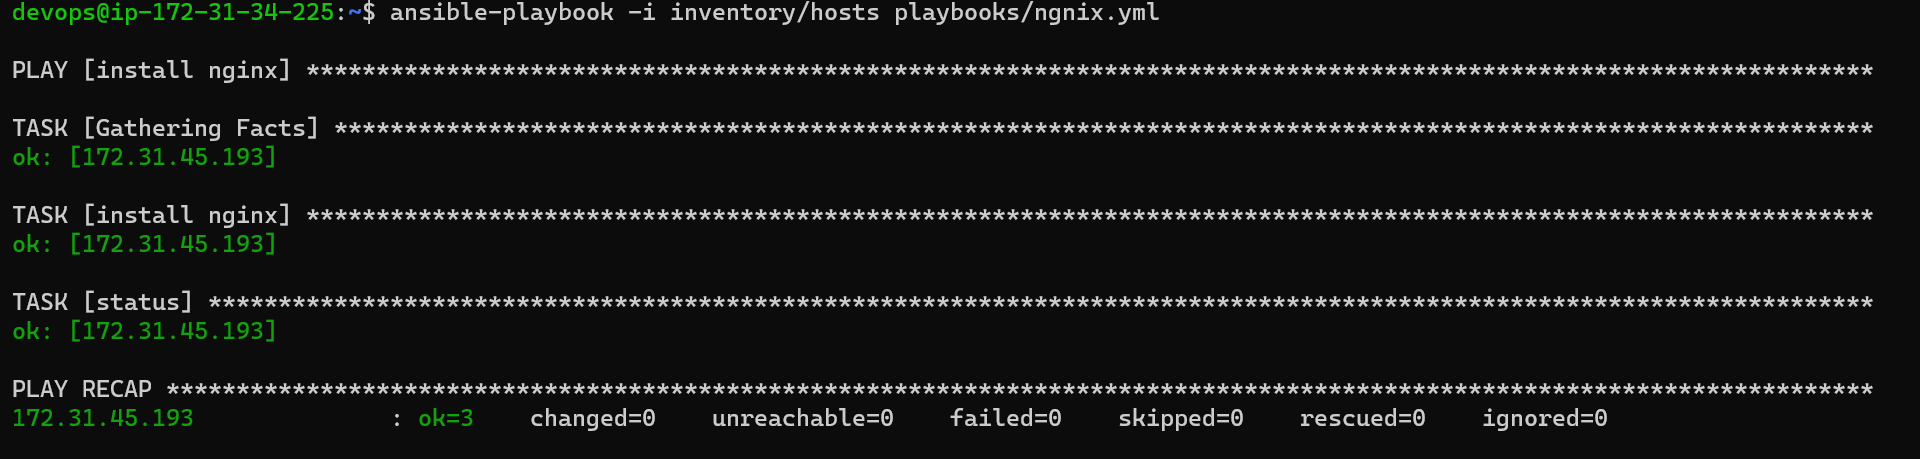 devops@ip-172-31-34-225:~$ ansible-playbook -i inventory/hosts playbooks/ngnix.yml
PLAY [install nginx] ****************************************************************************************************************
TASK [Gathering Facts] **************************************************************************************************************
ok: [172.31.45.193]
TASK [install nginx] ****************************************************************************************************************
ok: [172.31.45.193]
TASK [status] ***********************************************************************************************************************
ok: [172.31.45.193]
PLAY RECAP **************************************************************************************************************************
172.31.45.193              : ok=3    changed=0    unreachable=0    failed=0    skipped=0    rescued=0    ignored=0